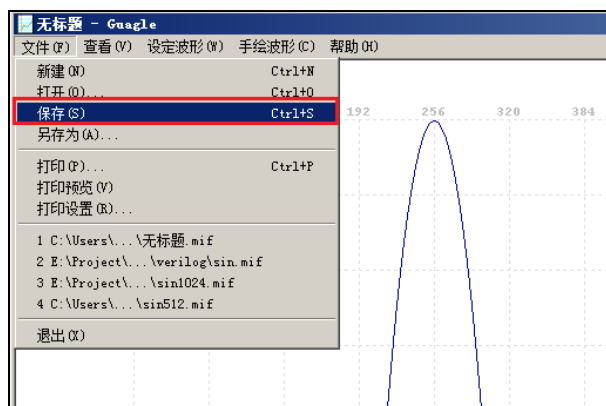 无标题 - Guagle
文件(F) 查看(V) 设定波形(W) 手绘波形(C) 帮助(H)
新建(N) Ctrl+N
打开(O)... Ctrl+O
保存(S) Ctrl+S
另存为(A)...
打印(P)... Ctrl+P
打印预览(V)
打印设置(R)...
1 C:\Users\...\无标题.mif
2 E:\Project\...\verilog\sin.mif
3 E:\Project\...\sin1024.mif
4 C:\Users\...\sin512.mif
退出(X)
192 256 320 384